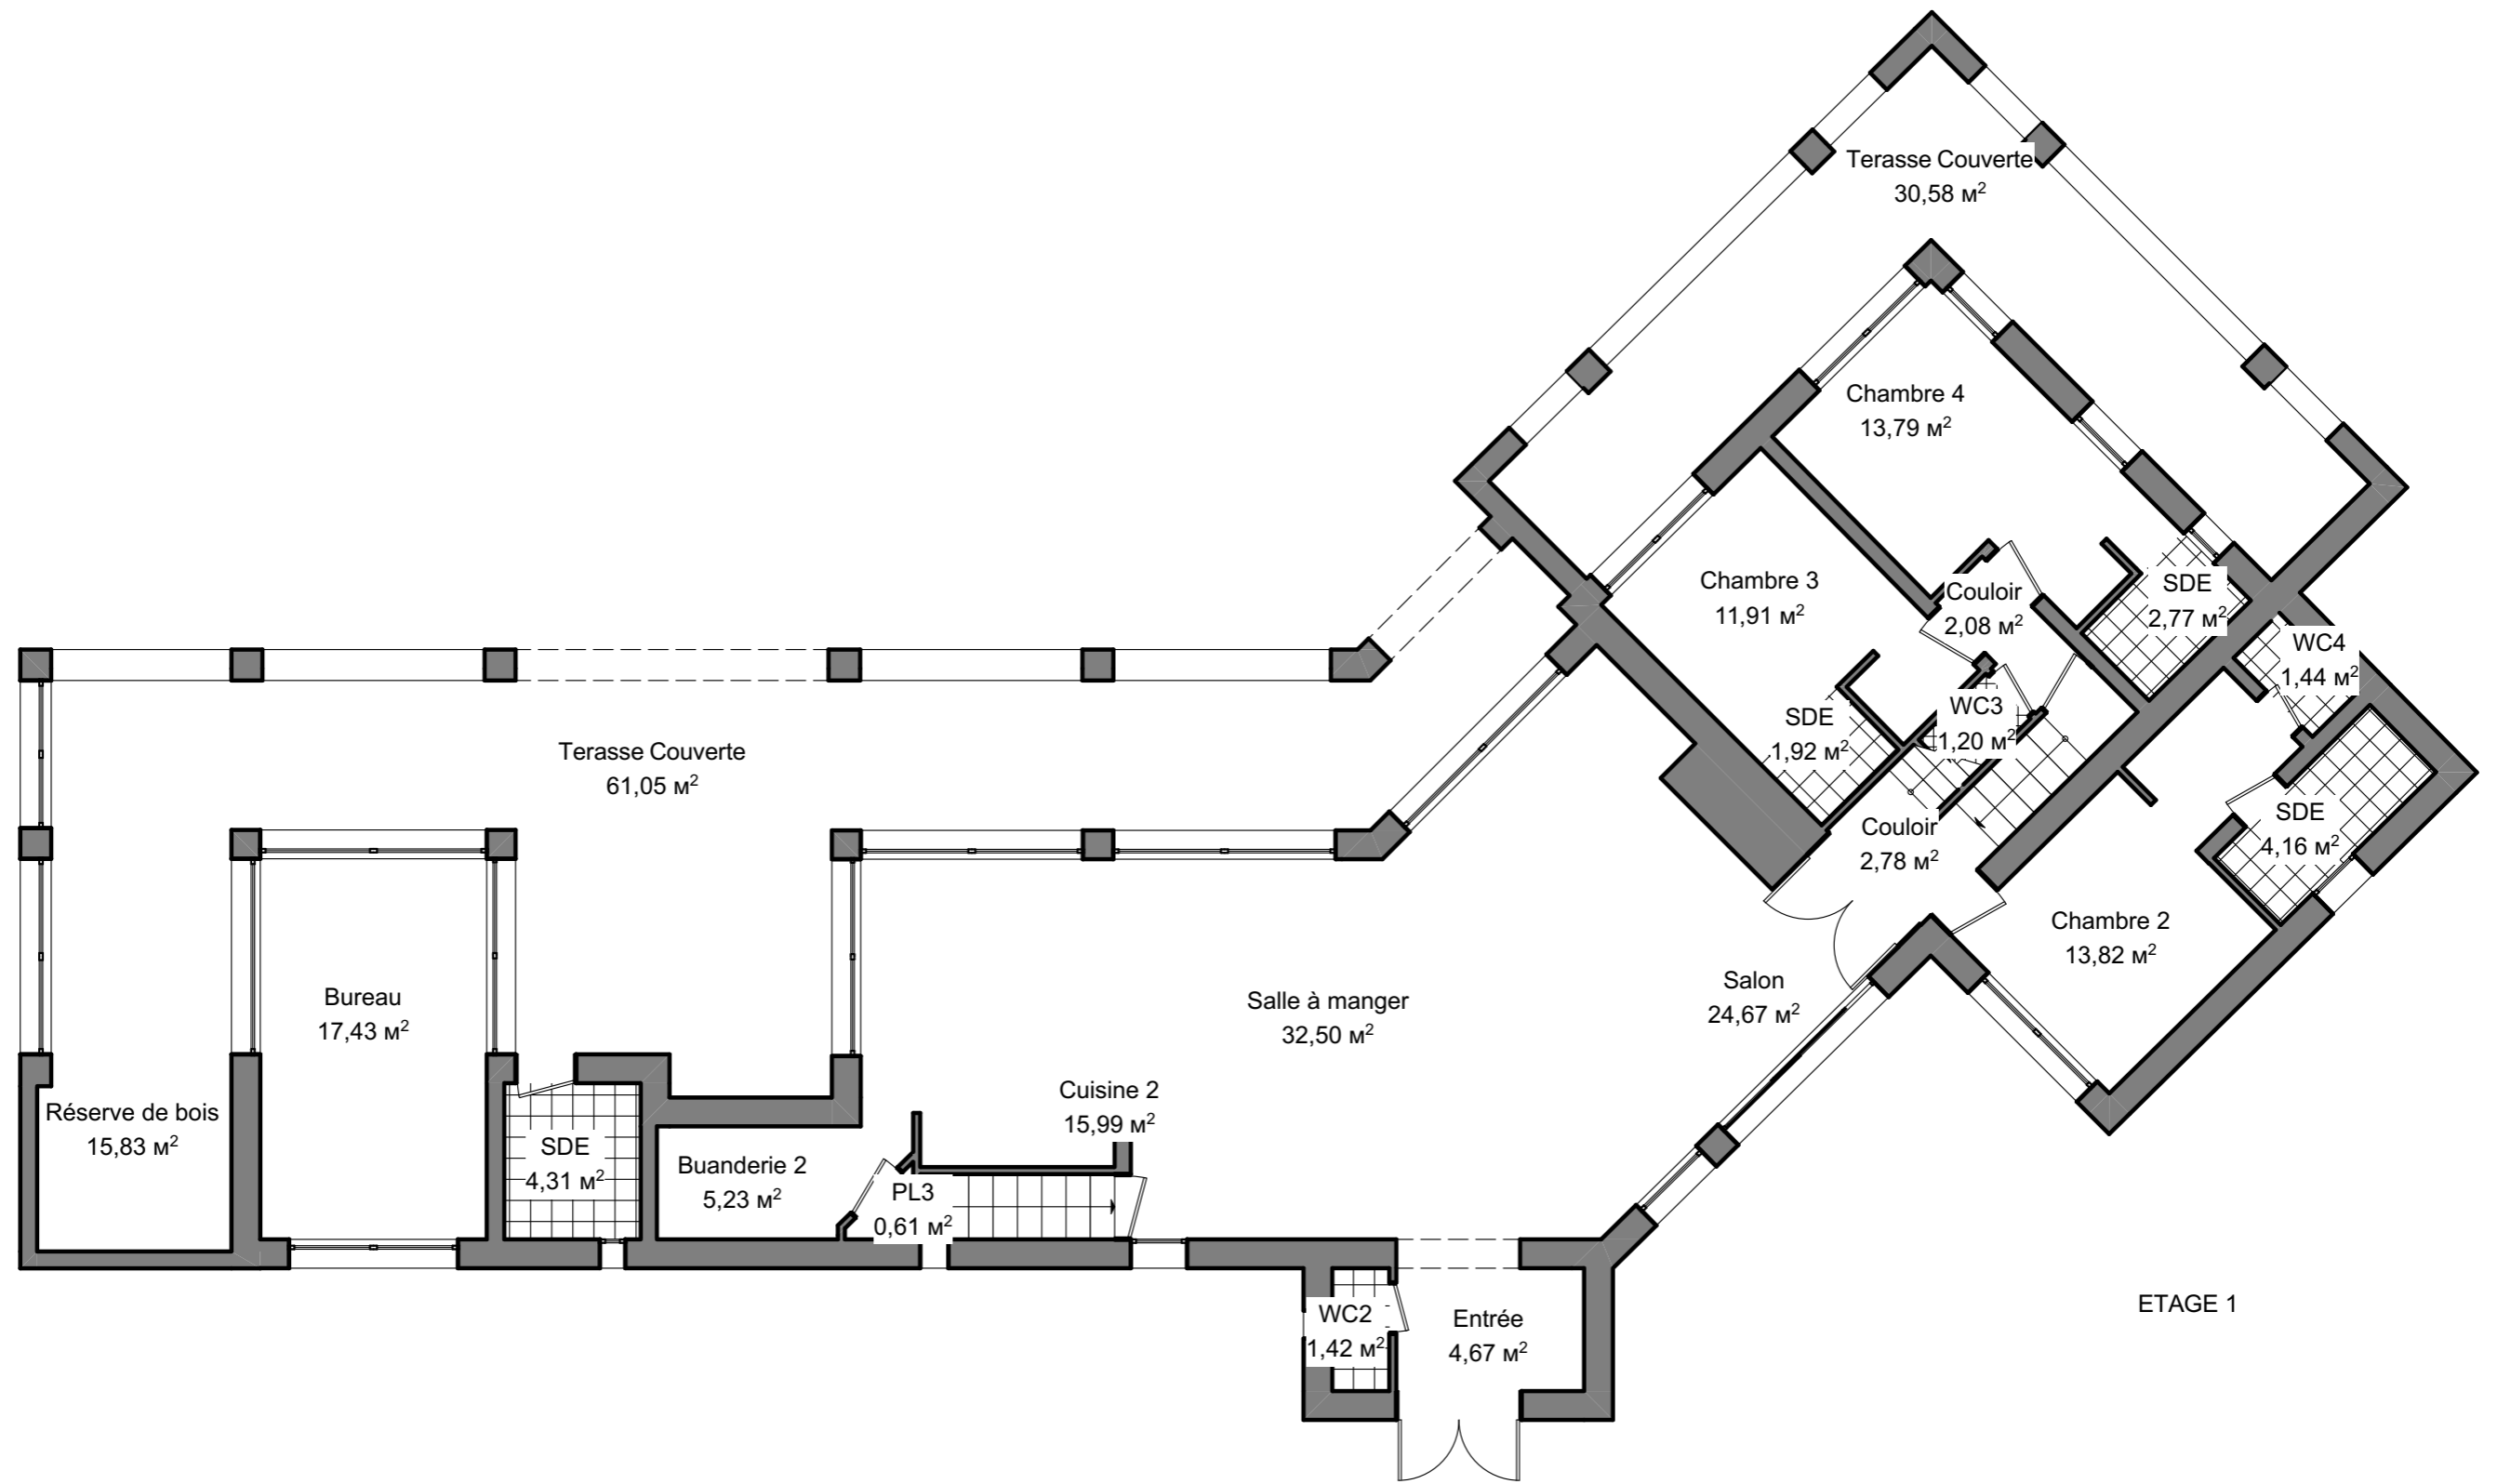 Terasse Couverte
30,58 м²
Chambre 4
13,79 м²
Chambre 3
11,91 м²
Couloir
2,08 м²
SDE
2,77 м²
WC4
1,44 м²
SDE
1,92 м²
WC3
1,20 м²
Terasse Couverte
61,05 м²
Couloir
2,78 м²
SDE
4,16 м²
Chambre 2
13,82 м²
Salon
24,67 м²
Bureau
17,43 м²
Salle à manger
32,50 м²
Cuisine 2
15,99 м²
Réserve de bois
15,83 м²
SDE
4,31 м²
Buanderie 2
5,23 м²
PL3
0,61 м²
WC2
1,42 м²
Entrée
4,67 м²
ETAGE 1